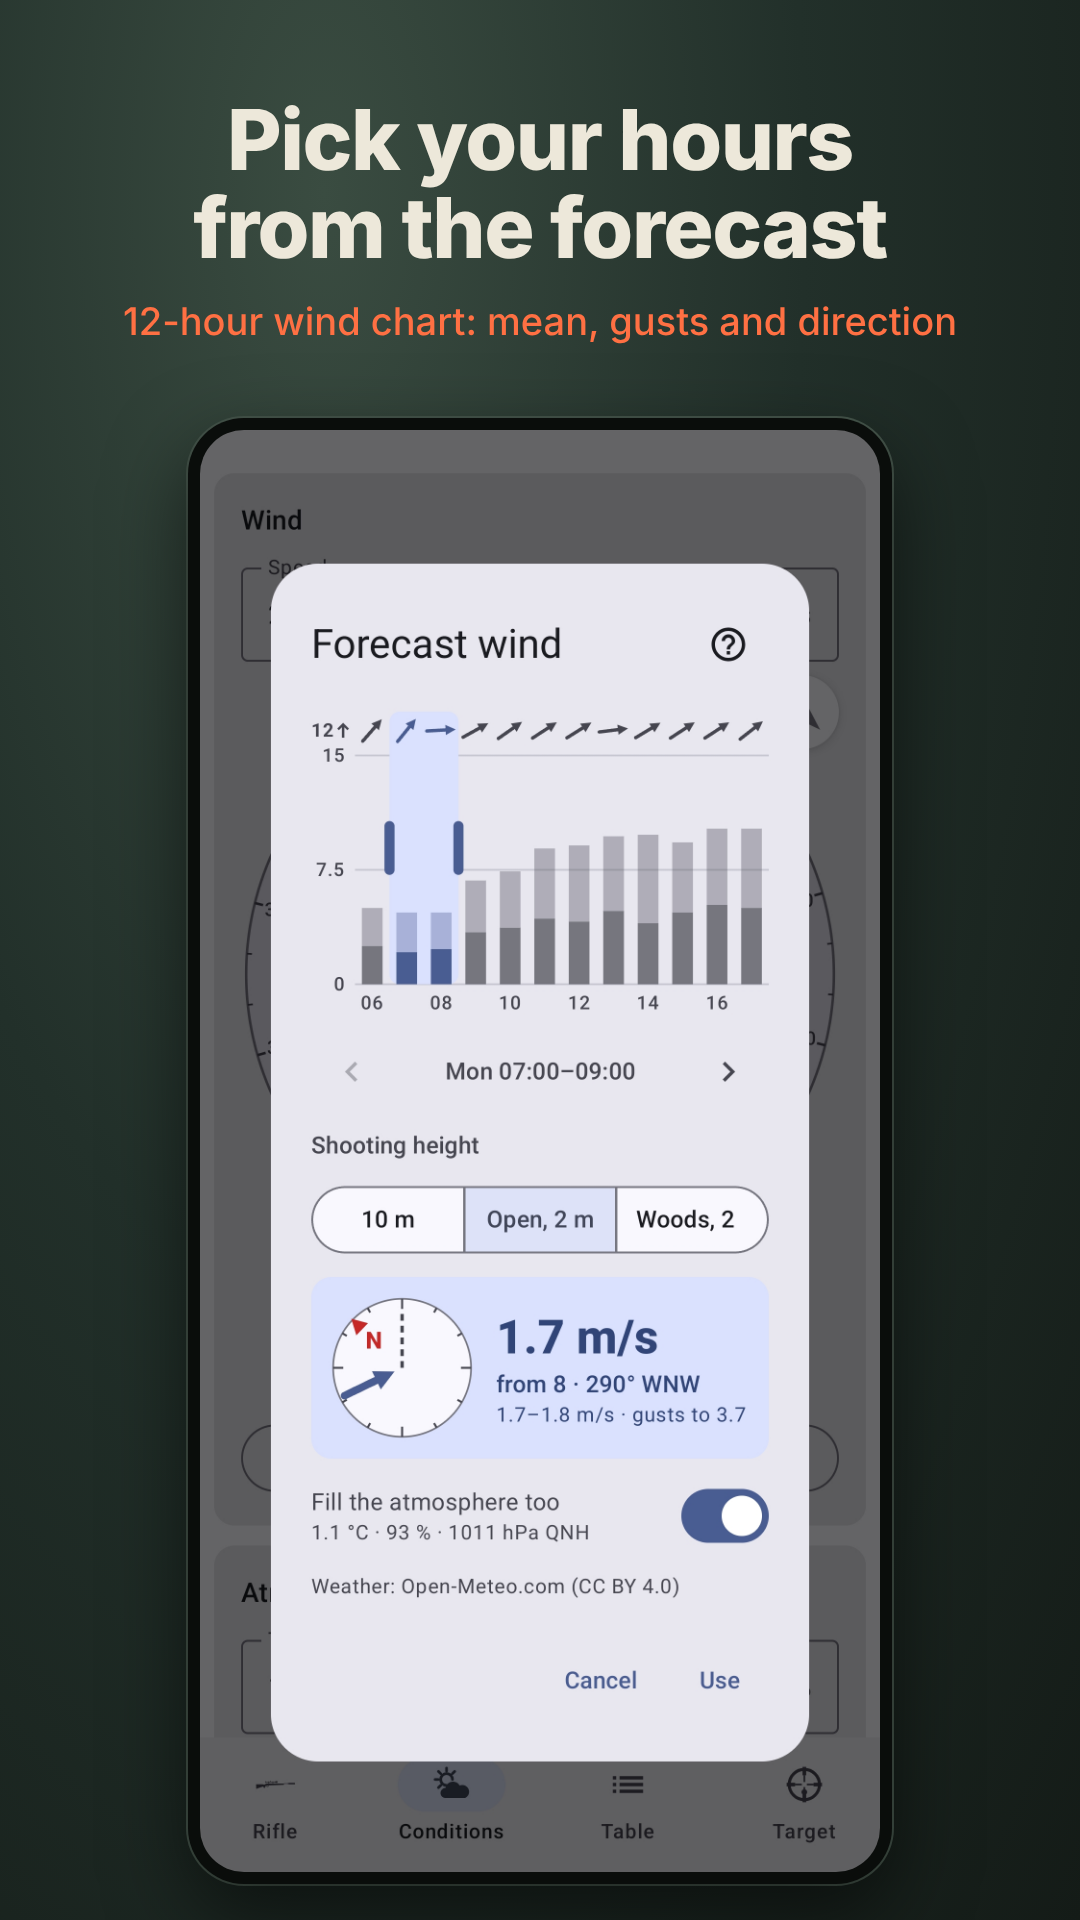 Pick your hours
from the forecast
12-hour wind chart: mean, gusts and direction
Wind
Forecast wind
12↑
15
7.5
0
06 08 10 12 14 16
Mon 07:00–09:00
Shooting height
10 m Open, 2 m Woods, 2
N
1.7 m/s
from 8 · 290° WNW
1.7–1.8 m/s · gusts to 3.7
Fill the atmosphere too
1.1 °C · 93 % · 1011 hPa QNH
Weather: Open-Meteo.com (CC BY 4.0)
Cancel Use
Rifle Conditions Table Target